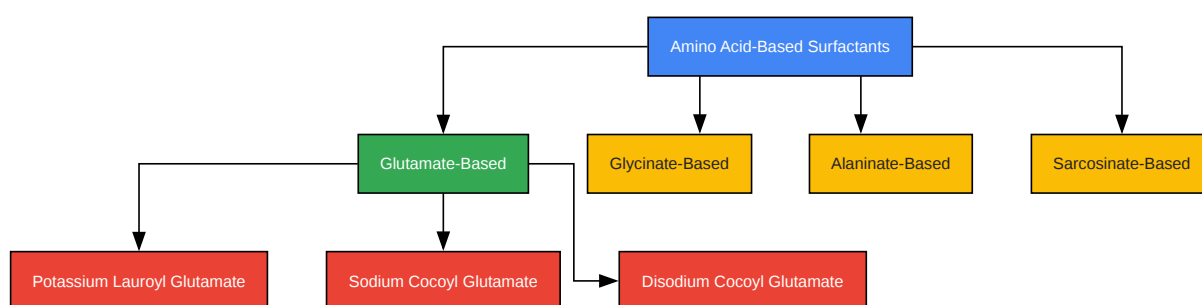 Amino Acid-Based Surfactants
Glutamate-Based
Glycinate-Based
Alaninate-Based
Sarcosinate-Based
Potassium Lauroyl Glutamate
Sodium Cocoyl Glutamate
Disodium Cocoyl Glutamate